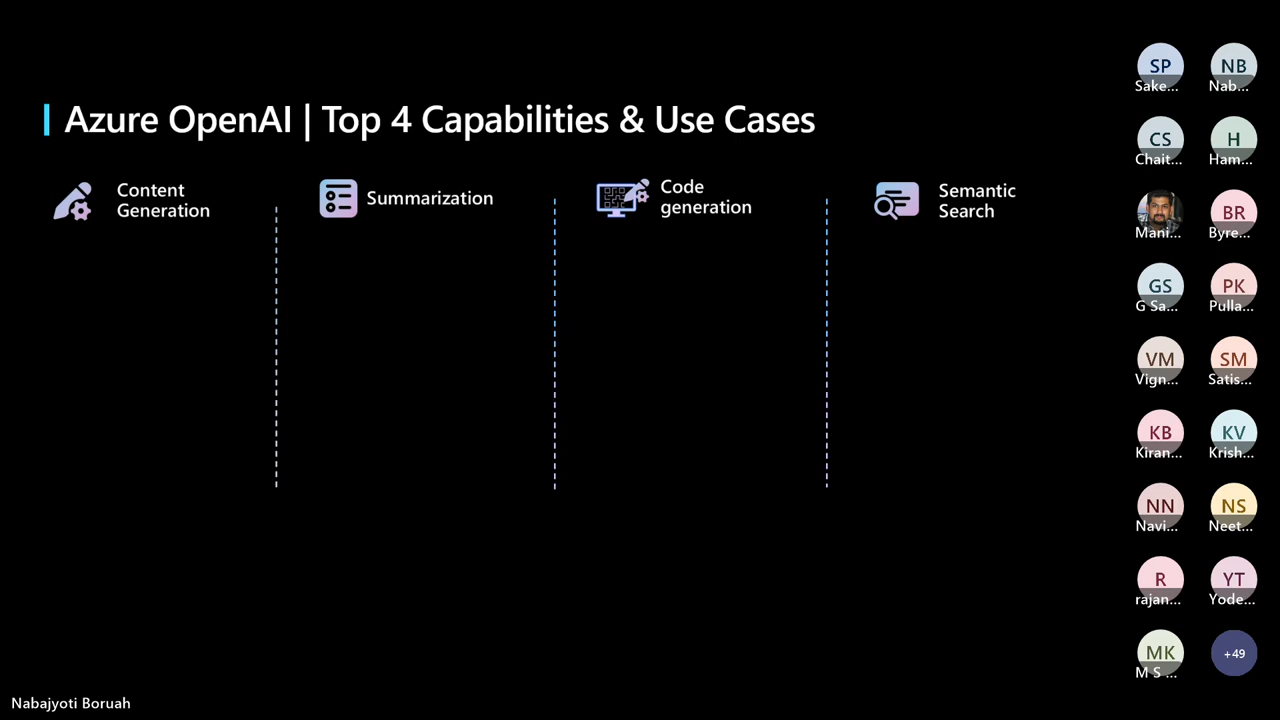 Azure OpenAI | Top 4 Capabilities & Use Cases
Content
Generation
Summarization
Code
generation
Semantic
Search
SP
Sake...
NB
Nab...
CS
Chait...
H
Ham...
Mani...
BR
Byre...
GS
G Sa...
PK
Pulla...
VM
Vign...
SM
Satis...
KB
Kiran...
KV
Krish...
NN
Navi...
NS
Neet...
R
rajan...
YT
Yode...
MK
M S ...
+49
Nabajyoti Boruah